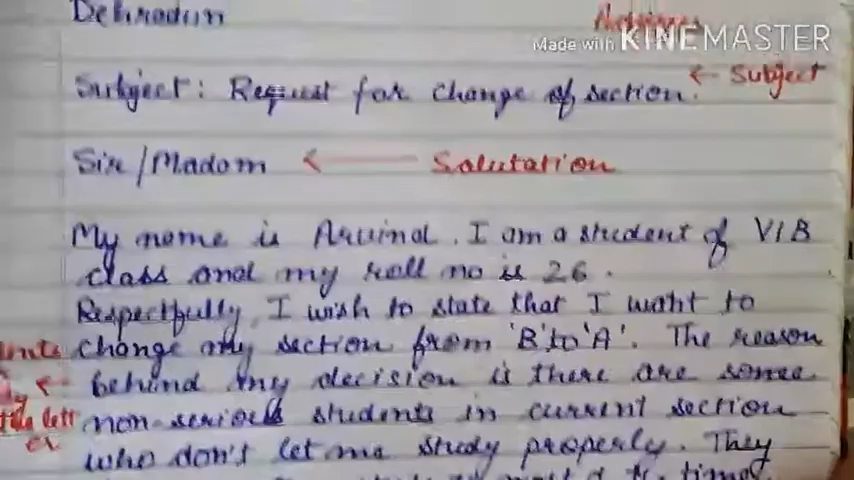 Dehradun
Address
Made with KINEMASTER
Subject: Request for change of section. ← Subject
Sir/Madam ← Salutation
My name is Arvind. I am a student of VIB
class and my roll no is 26.
Respectfully, I wish to state that I want to
change my section from 'B' to 'A'. The reason
behind my decision is there are some
non-serious students in current section
who don't let me study properly. They
times